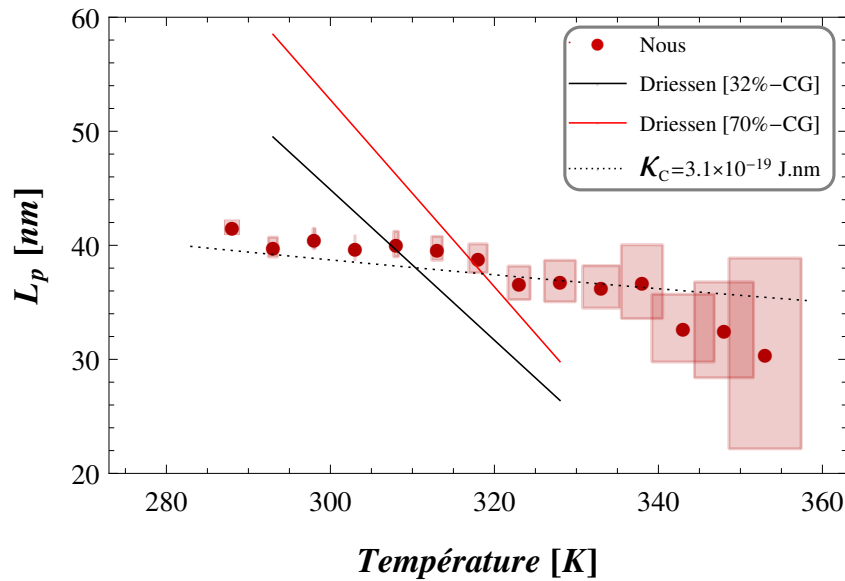 60
50
40
30
20
L_p [nm]
Nous
Driessen [32%−CG]
Driessen [70%−CG]
Κ_C=3.1×10^−19 J.nm
280 300 320 340 360
Température [K]